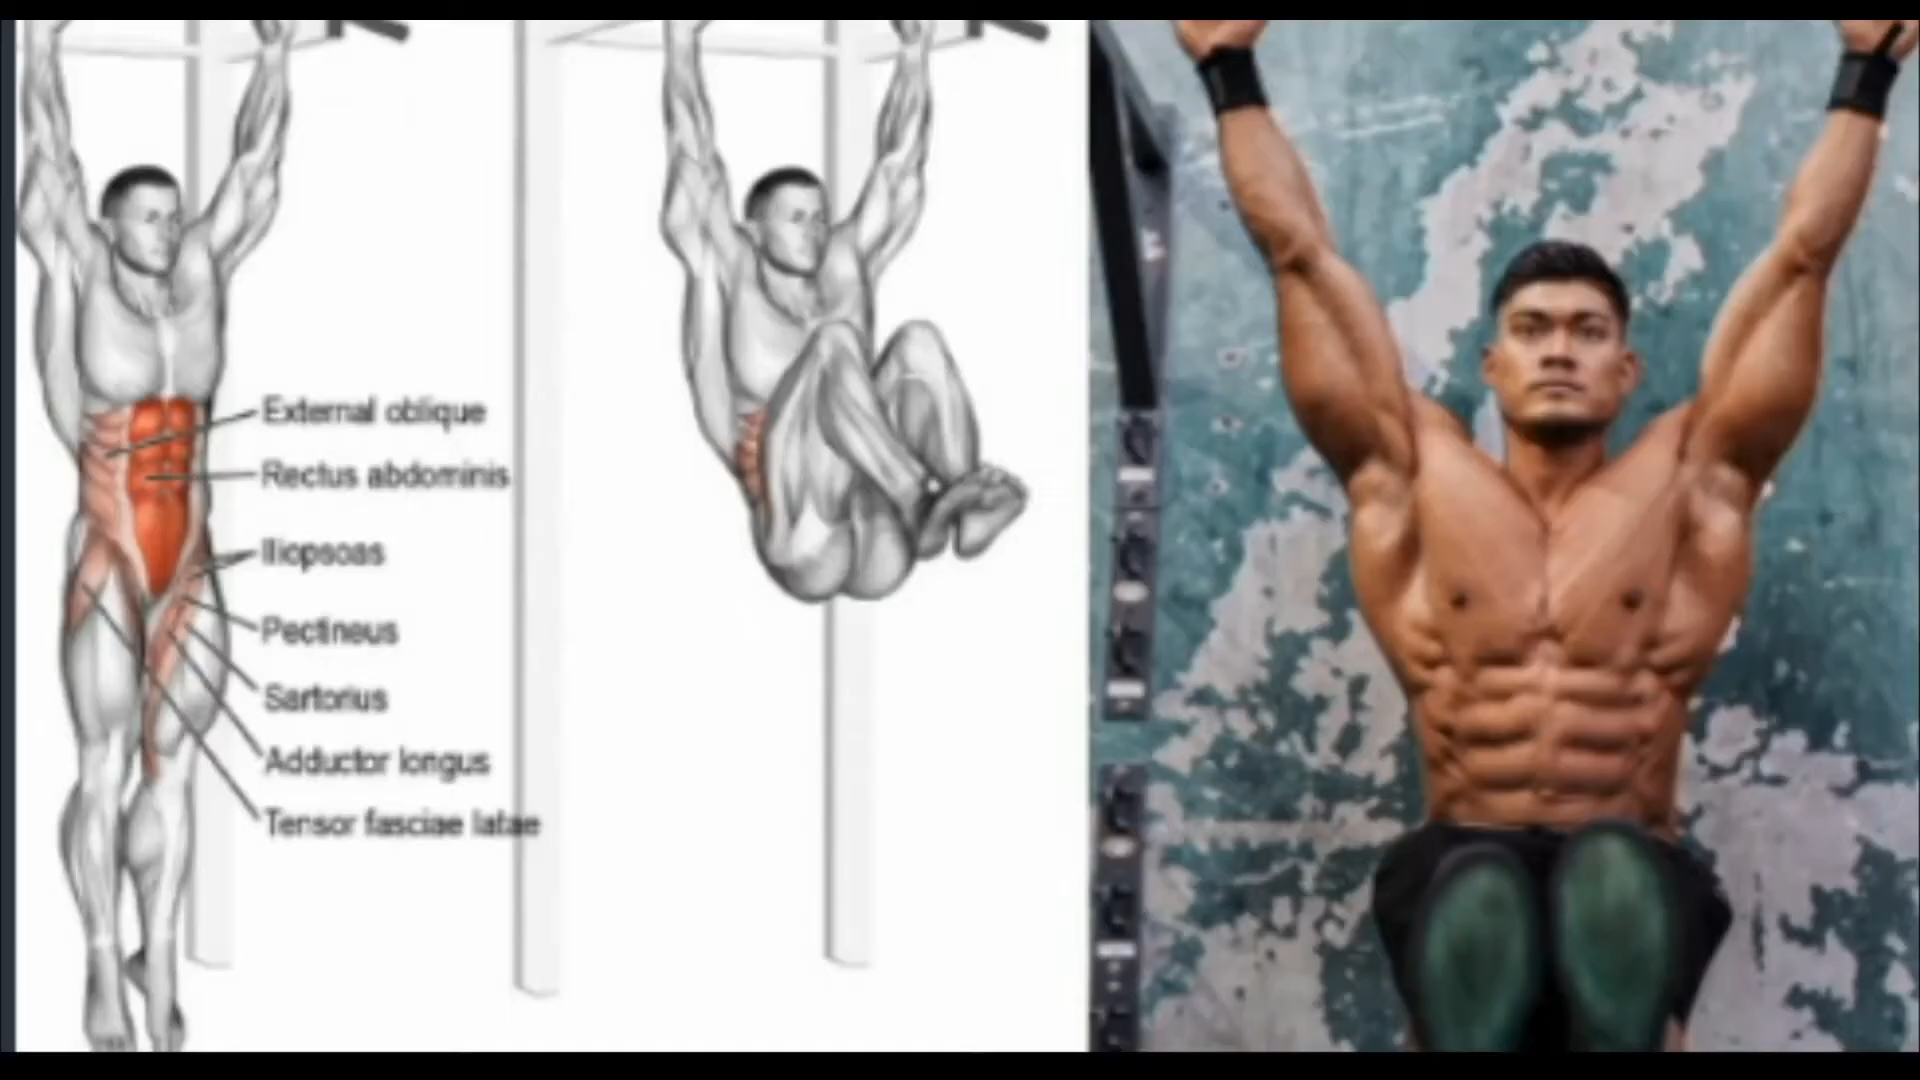 External oblique
Rectus abdominis
Iliopsoas
Pectineus
Sartorius
Adductor longus
Tensor fasciae latae